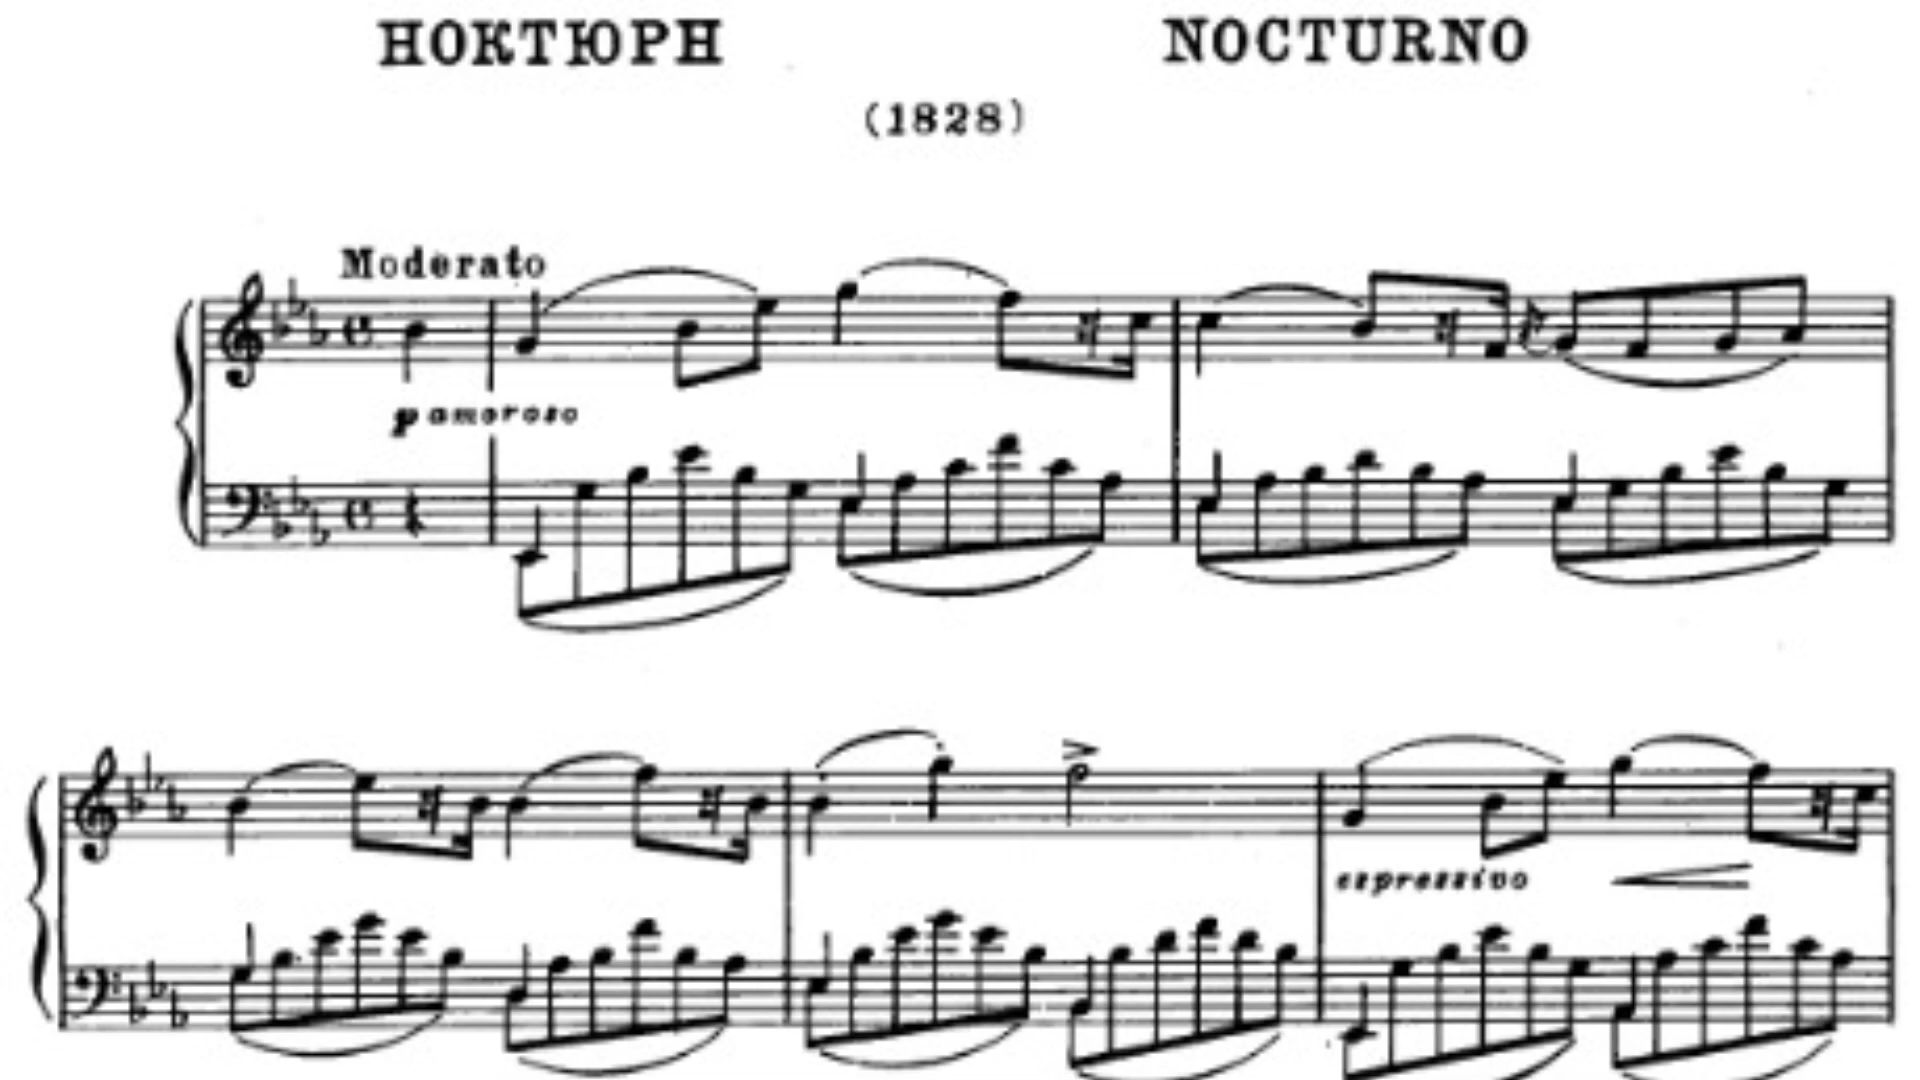 НОКТЮРН NOCTURNO
(1828)
Moderato
p amoroso
espressivo